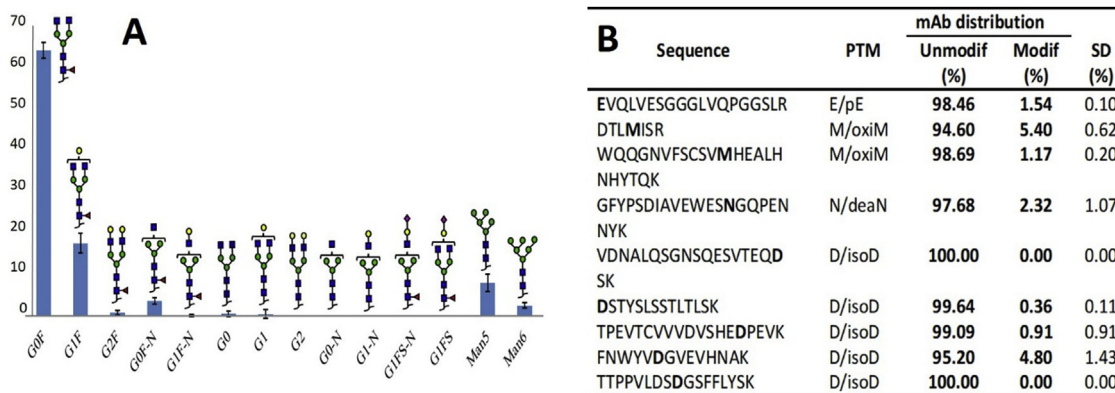 A
70
60
50
40
30
20
10
0
G0F
G1F
G2F
G0F-N
G1F-N
G0
G1
G2
G0-N
G1-N
G1FS-N
G1FS
Man5
Man6
B
mAb distribution
Sequence PTM Unmodif Modif SD
(%) (%) (%)
EVQLVESGGGLVQPGGSLR E/pE 98.46 1.54 0.10
DTLMISR M/oxiM 94.60 5.40 0.62
WQQGNVFSCSVMHEALH M/oxiM 98.69 1.17 0.20
NHYTQK
GFYPSDIAVEWESNGQPEN N/deaN 97.68 2.32 1.07
NYK
VDNALQSGNSQESVTEQD D/isoD 100.00 0.00 0.00
SK
DSTYSLSSTLTLSK D/isoD 99.64 0.36 0.11
TPEVTCVVVDVSHEDPEVK D/isoD 99.09 0.91 0.91
FNWYVDGVEVHNAK D/isoD 95.20 4.80 1.43
TTPPVLDSDGSFFLYSK D/isoD 100.00 0.00 0.00